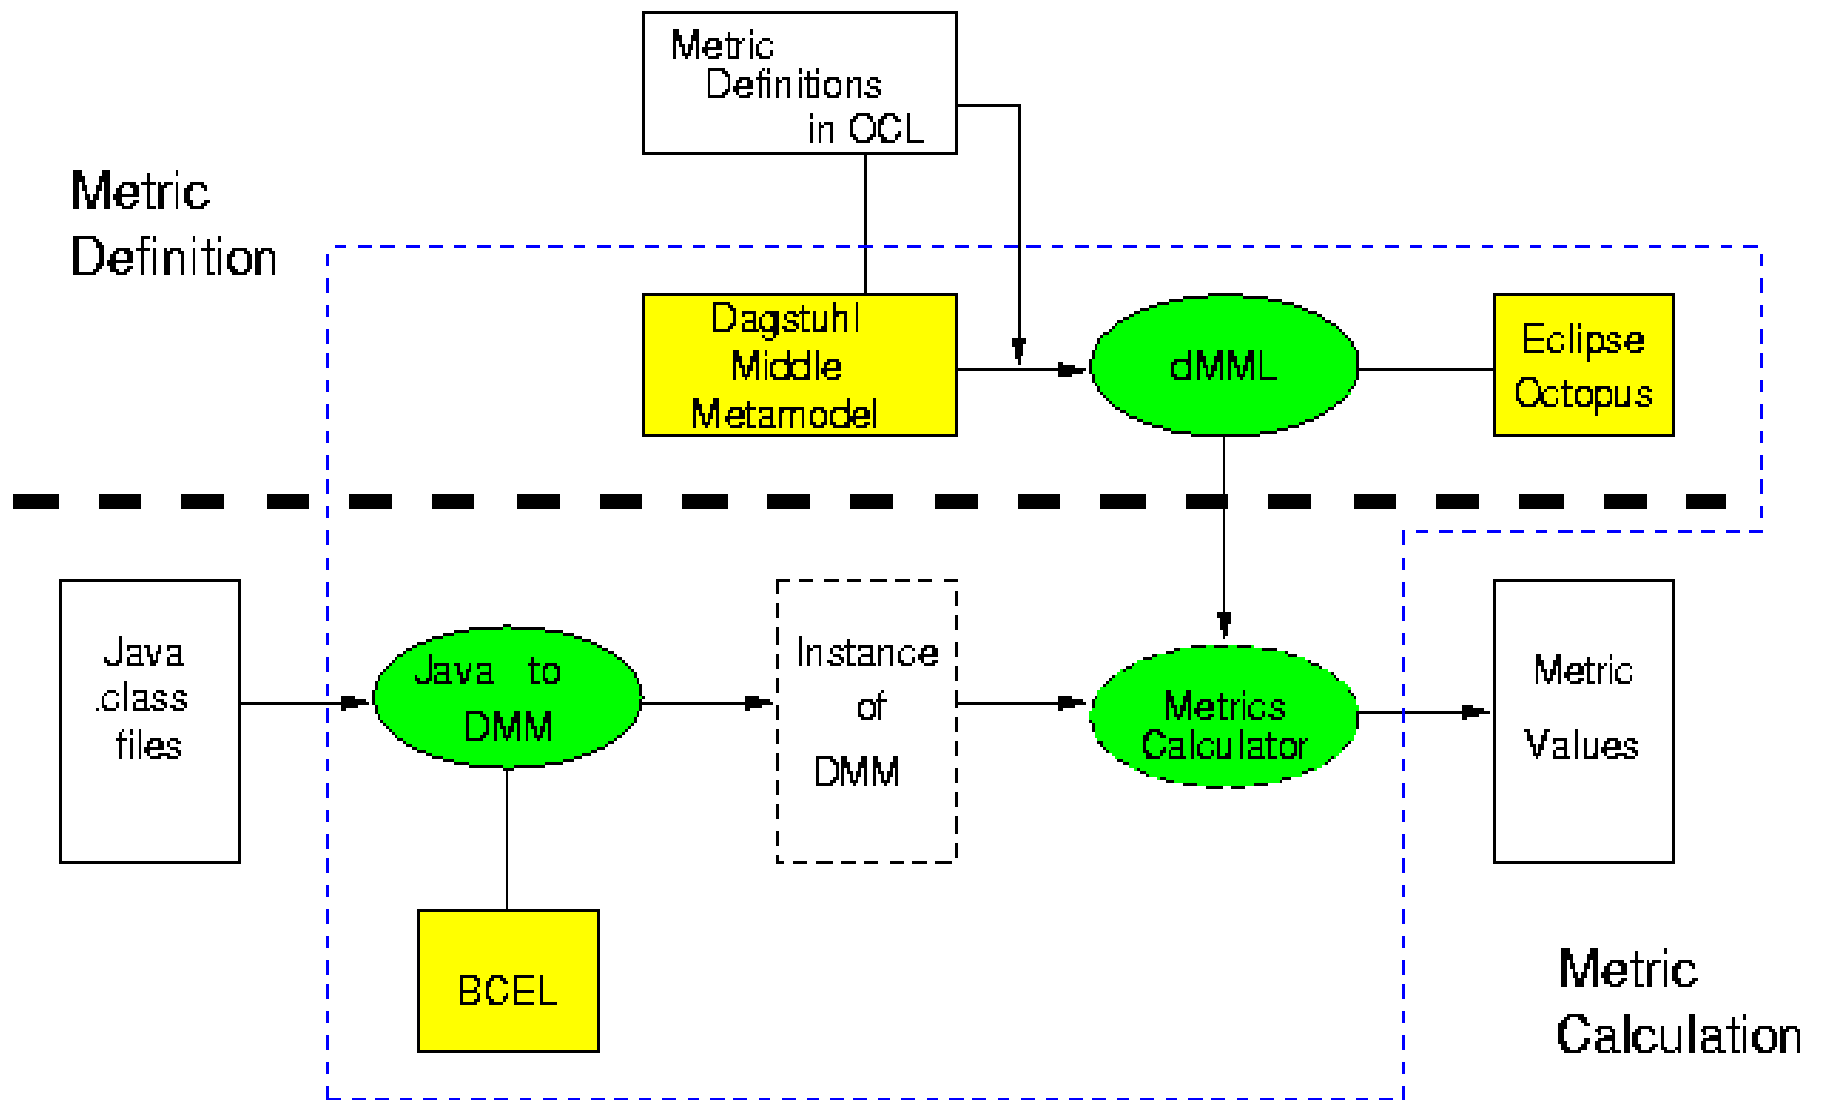 Metric
Definitions
in OCL
Metric
Definition
Dagstuhl
Middle
Metamodel
dMML
Eclipse
Octopus
Java
.class
files
Java to
DMM
Instance
of
DMM
Metrics
Calculator
Metric
Values
BCEL
Metric
Calculation